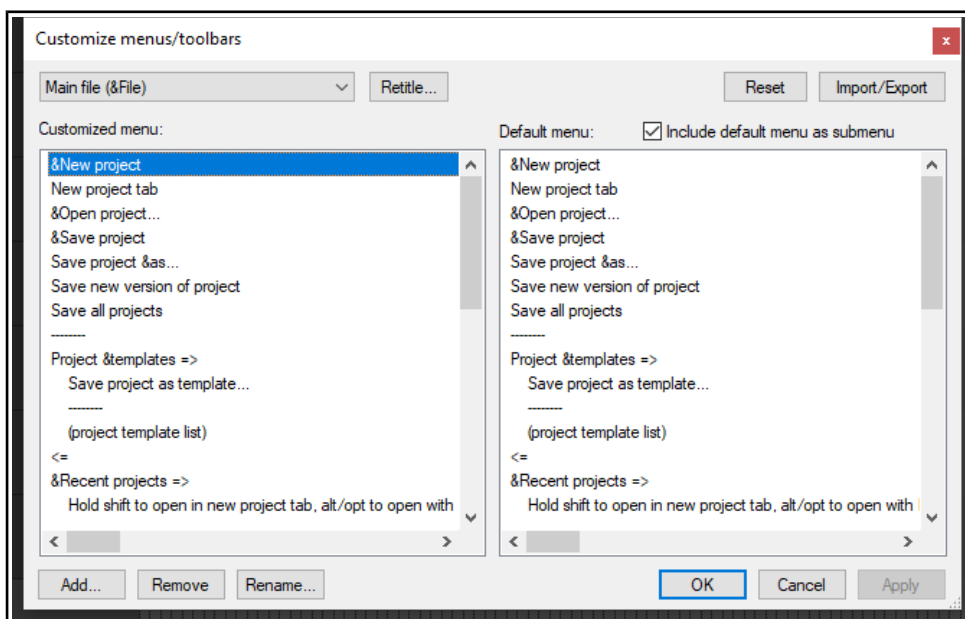 Customize menus/toolbars
x
Main file (&File)
Retitle...
Reset
Import/Export
Customized menu:
Default menu:
Include default menu as submenu
&New project
New project tab
&Open project...
&Save project
Save project &as...
Save new version of project
Save all projects
--------
Project &templates =>
Save project as template...
--------
(project template list)
<=
&Recent projects =>
Hold shift to open in new project tab, alt/opt to open with
&New project
New project tab
&Open project...
&Save project
Save project &as...
Save new version of project
Save all projects
--------
Project &templates =>
Save project as template...
--------
(project template list)
<=
&Recent projects =>
Hold shift to open in new project tab, alt/opt to open with
Add...
Remove
Rename...
OK
Cancel
Apply